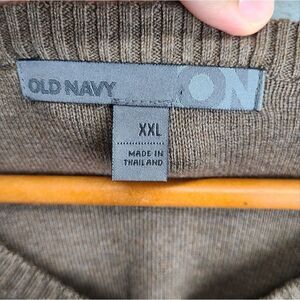 OLD NAVY ON
XXL
MADE IN
THAILAND